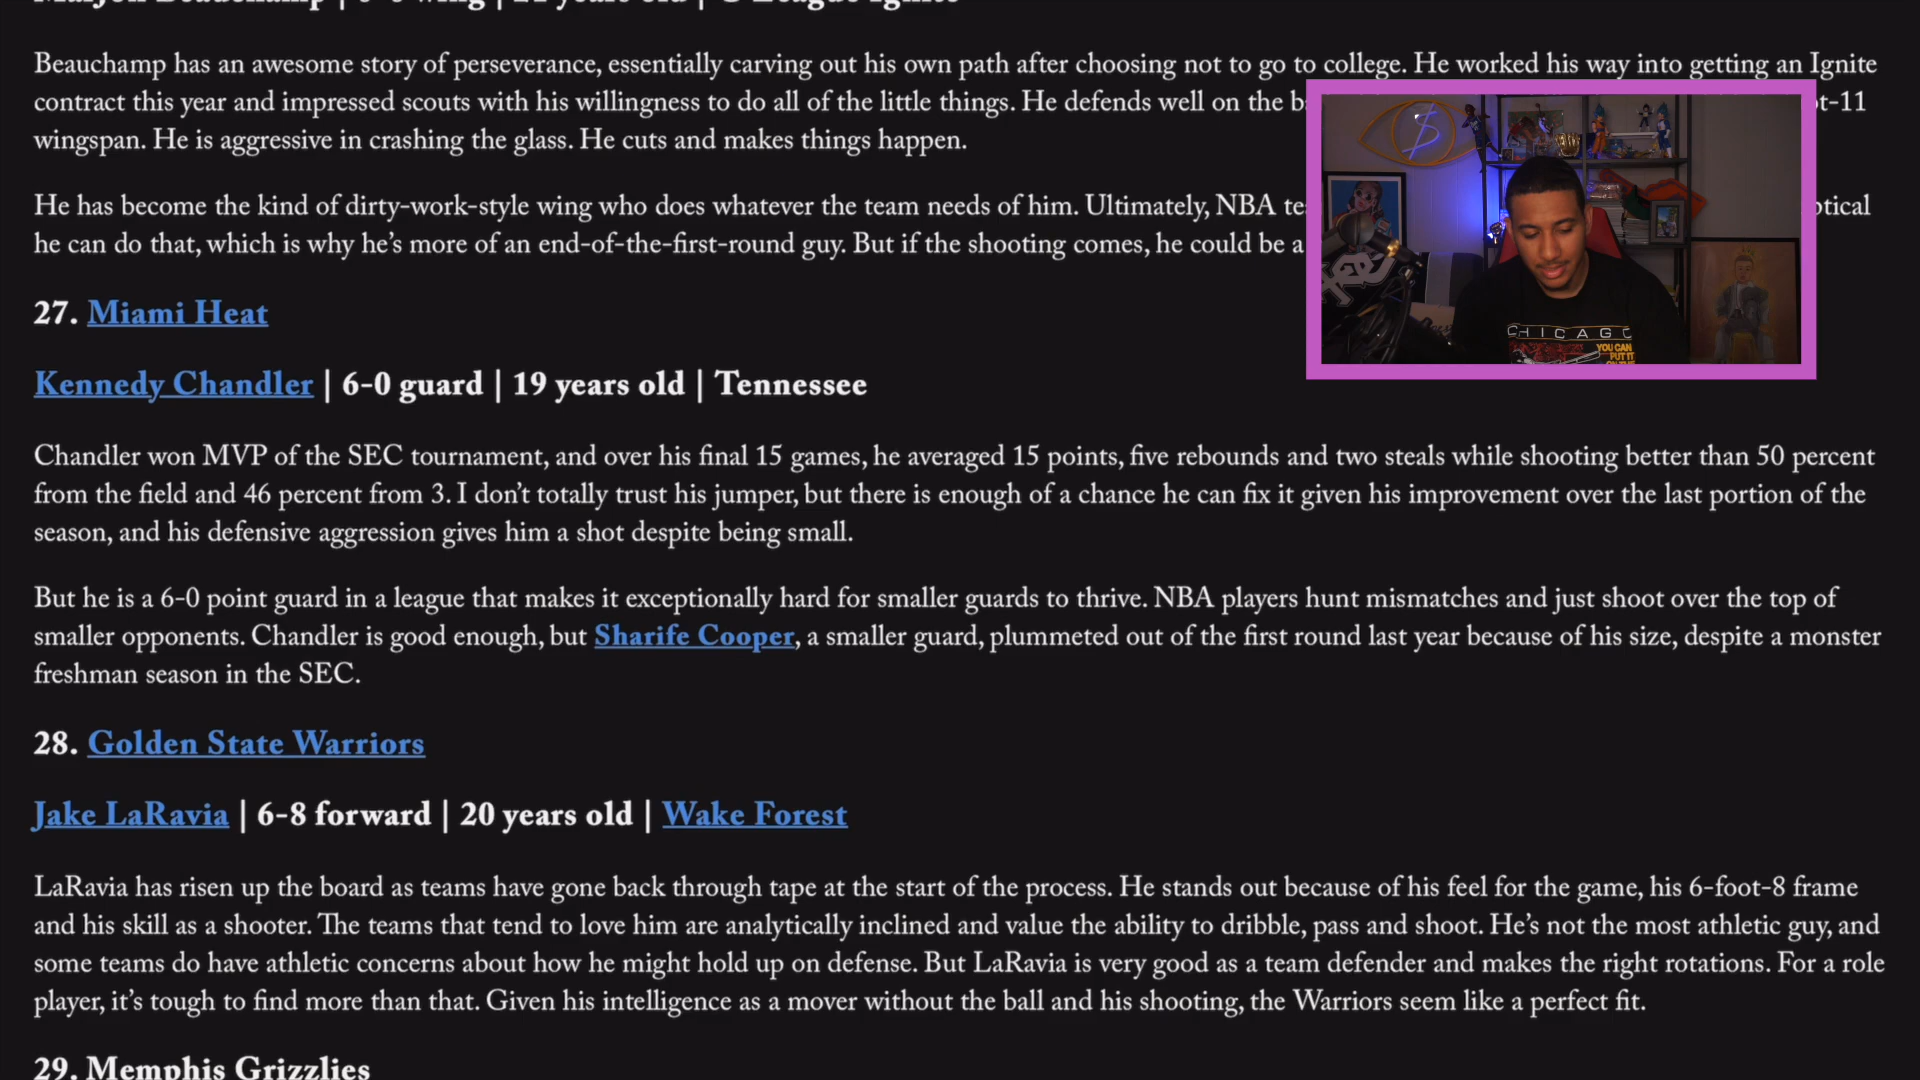 Beauchamp has an awesome story of perseverance, essentially carving out his own path after choosing not to go to college. He worked his way into getting an Ignite
contract this year and impressed scouts with his willingness to do all of the little things. He defends well on the t-11
wingspan. He is aggressive in crashing the glass. He cuts and makes things happen.
He has become the kind of dirty-work-style wing who does whatever the team needs of him. Ultimately, NBA
he can do that, which is why he's more of an end-of-the-first-round guy. But if the shooting comes, he could be a
CHICAGO
YOU CAN
PUT IT
27. Miami Heat
Kennedy Chandler | 6-0 guard | 19 years old | Tennessee
Chandler won MVP of the SEC tournament, and over his final 15 games, he averaged 15 points, five rebounds and two steals while shooting better than 50 percent
from the field and 46 percent from 3. I don't totally trust his jumper, but there is enough of a chance he can fix it given his improvement over the last portion of the
season, and his defensive aggression gives him a shot despite being small.
But he is a 6-0 point guard in a league that makes it exceptionally hard for smaller guards to thrive. NBA players hunt mismatches and just shoot over the top of
smaller opponents. Chandler is good enough, but Sharife Cooper, a smaller guard, plummeted out of the first round last year because of his size, despite a monster
freshman season in the SEC.
28. Golden State Warriors
Jake LaRavia | 6-8 forward | 20 years old | Wake Forest
LaRavia has risen up the board as teams have gone back through tape at the start of the process. He stands out because of his feel for the game, his 6-foot-8 frame
and his skill as a shooter. The teams that tend to love him are analytically inclined and value the ability to dribble, pass and shoot. He's not the most athletic guy, and
some teams do have athletic concerns about how he might hold up on defense. But LaRavia is very good as a team defender and makes the right rotations. For a role
player, it's tough to find more than that. Given his intelligence as a mover without the ball and his shooting, the Warriors seem like a perfect fit.
29. Memphis Grizzlies